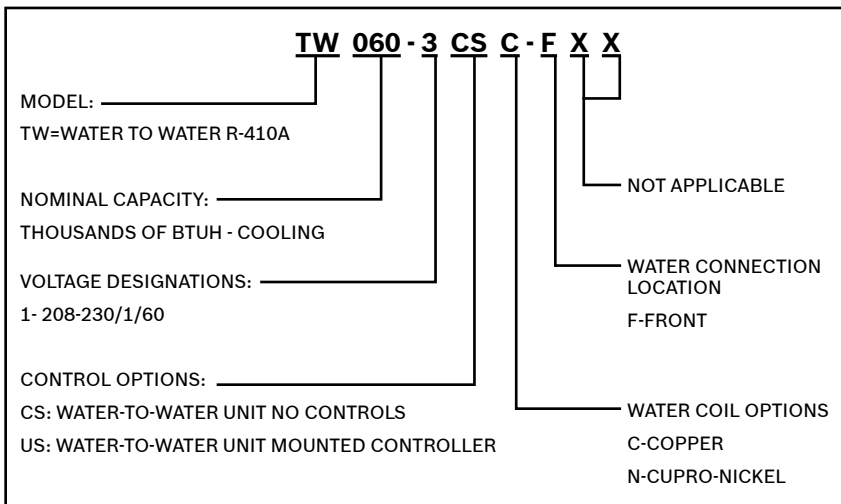 TW 060 - 3 CS C - F X X
MODEL:
TW=WATER TO WATER R-410A
NOMINAL CAPACITY:
THOUSANDS OF BTUH - COOLING
VOLTAGE DESIGNATIONS:
1- 208-230/1/60
CONTROL OPTIONS:
CS: WATER-TO-WATER UNIT NO CONTROLS
US: WATER-TO-WATER UNIT MOUNTED CONTROLLER
NOT APPLICABLE
WATER CONNECTION
LOCATION
F-FRONT
WATER COIL OPTIONS
C-COPPER
N-CUPRO-NICKEL